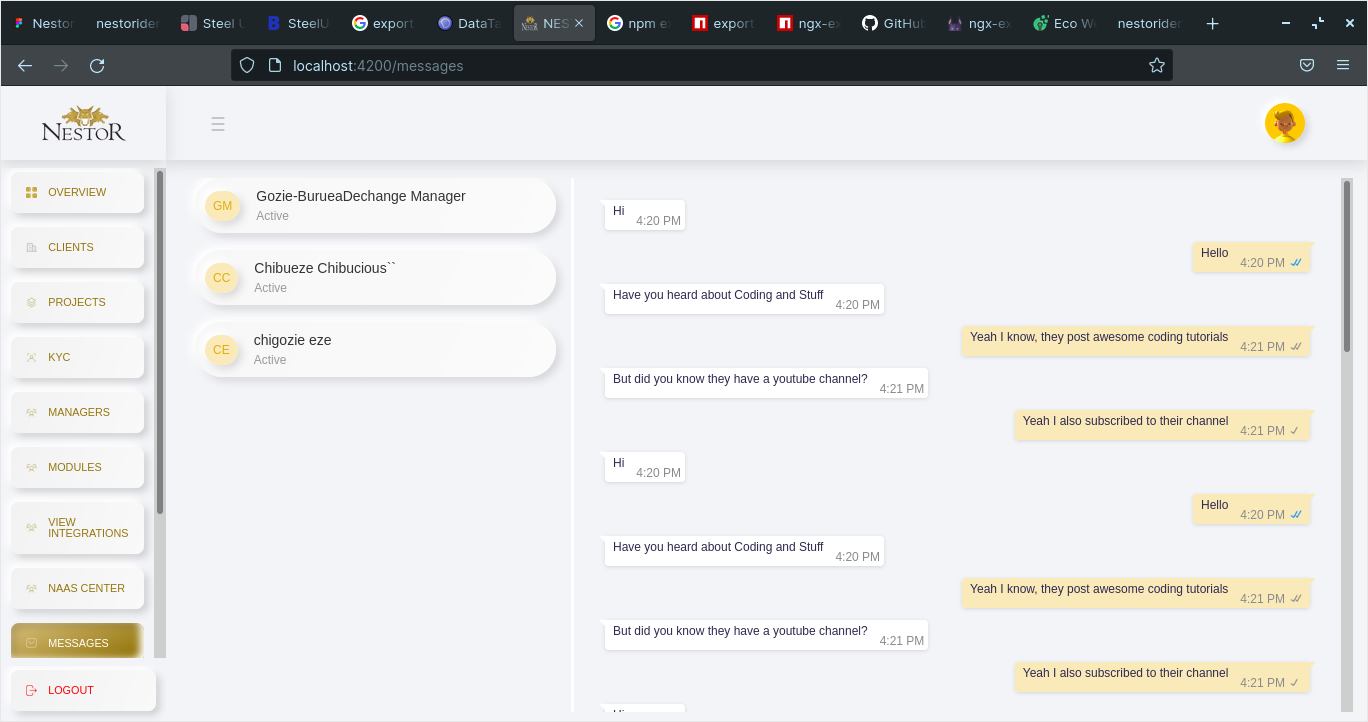 Nestor
nestorider
Steel
SteelU
export
DataTa
NES
npm e
export
ngx-e
GitHub
ngx-e
Eco W
nestorider
localhost:4200/messages
NESTOR
OVERVIEW
CLIENTS
PROJECTS
KYC
MANAGERS
MODULES
VIEW
INTEGRATIONS
NAAS CENTER
MESSAGES
LOGOUT
GM
Gozie-BurueaDechange Manager
Active
CC
Chibueze Chibucious``
Active
CE
chigozie eze
Active
Hi
4:20 PM
Hello
4:20 PM
Have you heard about Coding and Stuff
4:20 PM
Yeah I know, they post awesome coding tutorials
4:21 PM
But did you know they have a youtube channel?
4:21 PM
Yeah I also subscribed to their channel
4:21 PM
Hi
4:20 PM
Hello
4:20 PM
Have you heard about Coding and Stuff
4:20 PM
Yeah I know, they post awesome coding tutorials
4:21 PM
But did you know they have a youtube channel?
4:21 PM
Yeah I also subscribed to their channel
4:21 PM
Hi